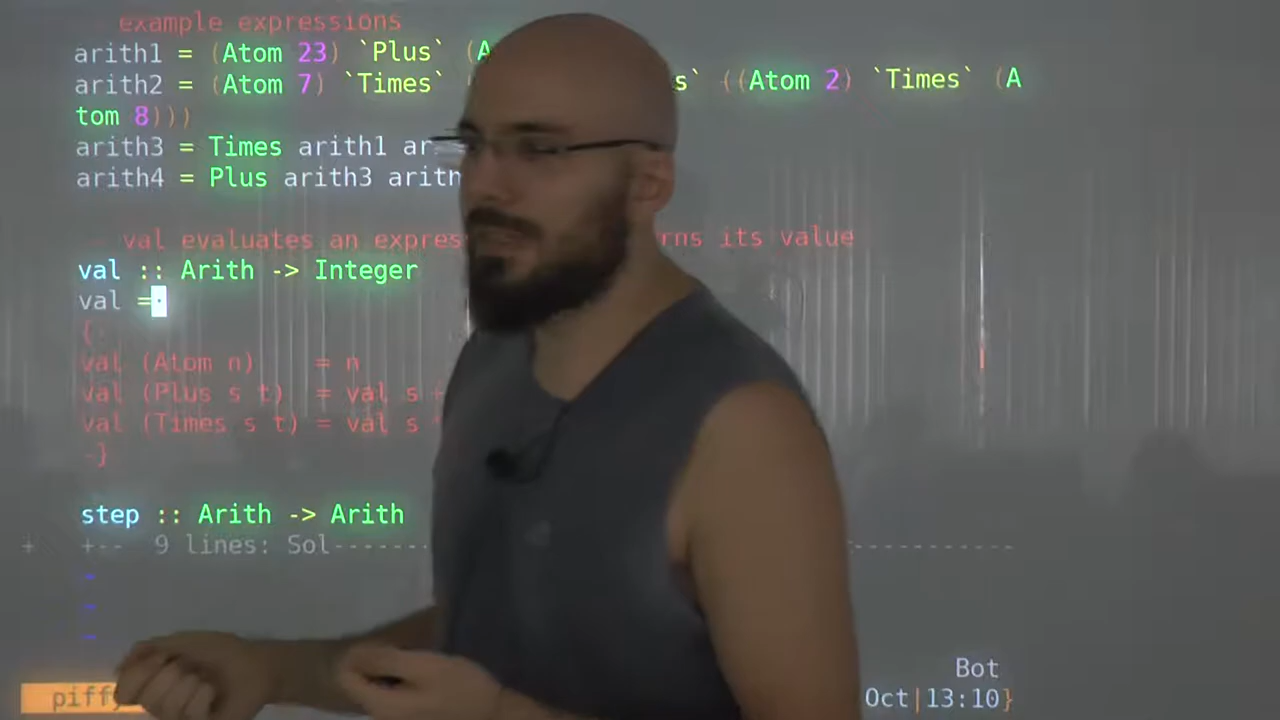 example expressions
arith1 = (Atom 23) `Plus` (A
arith2 = (Atom 7) `Times` s` ((Atom 2) `Times` (A
tom 8)))
arith3 = Times arith1 ar
arith4 = Plus arith3 arith
- val evaluates an expres rns its value
val :: Arith -> Integer
val =
{-
val (Atom n) = n
val (Plus s t) = val s +
val (Times s t) = val s *
-}
step :: Arith -> Arith
+ +-- 9 lines: Sol------- -----------
~
~
~
Bot
piff Oct|13:10}